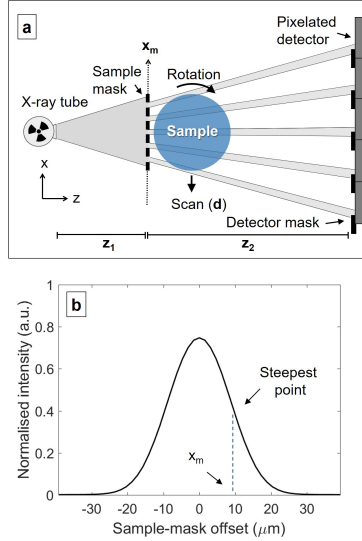 a
x_m
Pixelated
detector
Sample
mask
Rotation
X-ray tube
Sample
x
z
Scan (d)
Detector mask
z_1
z_2
b
Normalised intensity (a.u.)
1
0.8
0.6
0.4
0.2
0
Steepest
point
x_m
-30 -20 -10 0 10 20 30
Sample-mask offset (μm)